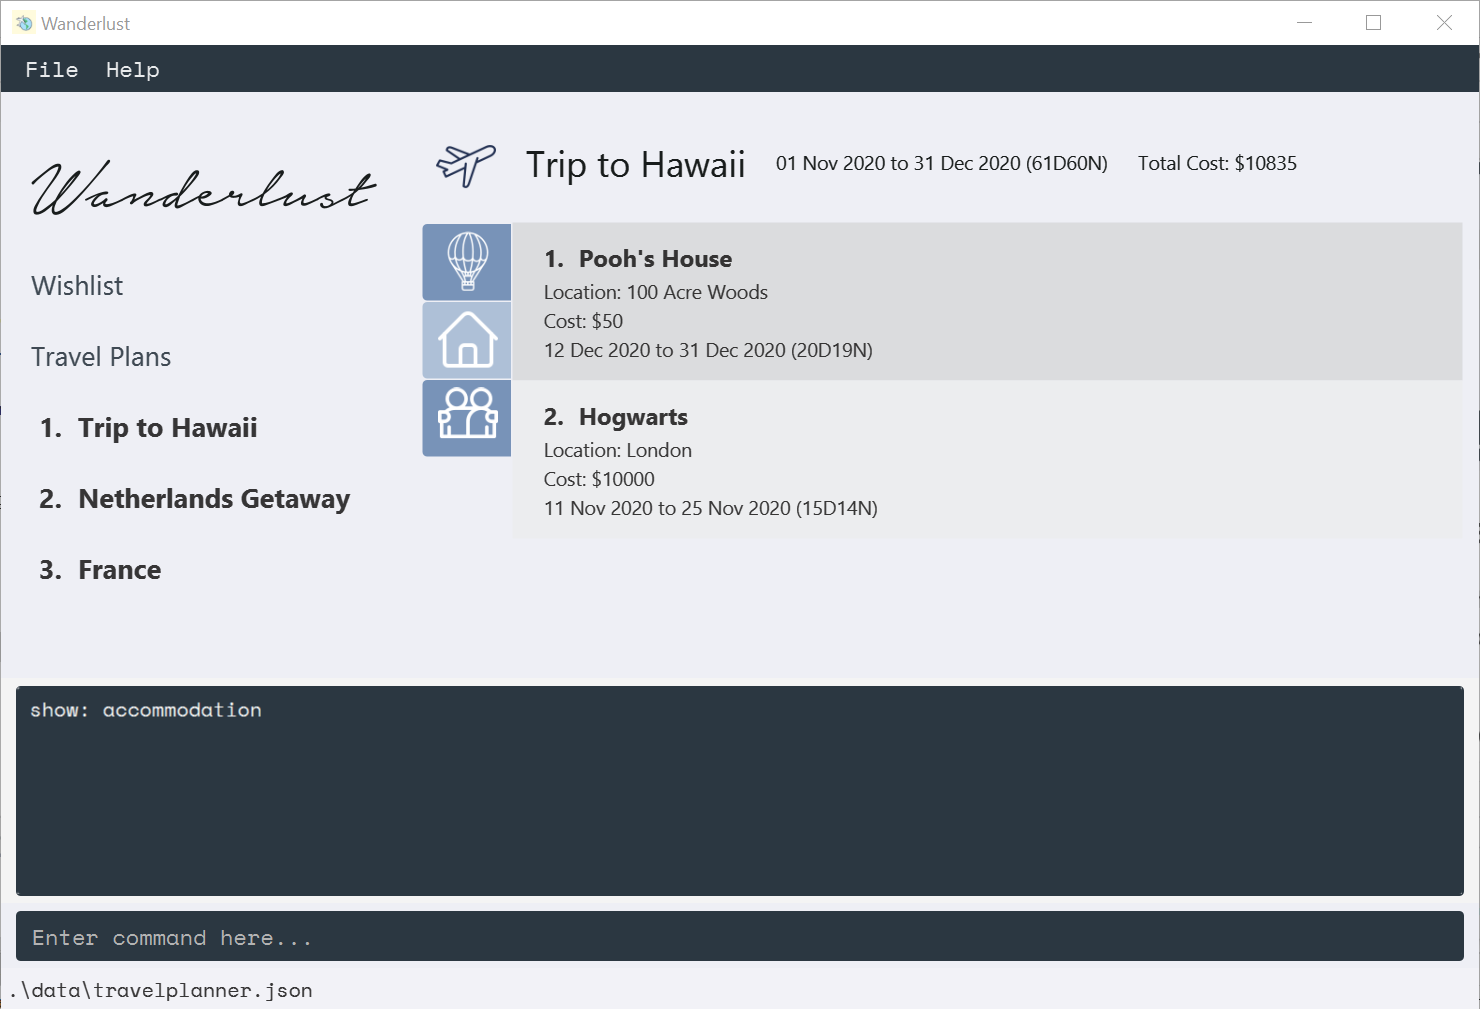 Wanderlust
File Help
Wanderlust
Wishlist
Travel Plans
1. Trip to Hawaii
2. Netherlands Getaway
3. France
Trip to Hawaii 01 Nov 2020 to 31 Dec 2020 (61D60N) Total Cost: $10835
1. Pooh's House
Location: 100 Acre Woods
Cost: $50
12 Dec 2020 to 31 Dec 2020 (20D19N)
2. Hogwarts
Location: London
Cost: $10000
11 Nov 2020 to 25 Nov 2020 (15D14N)
show: accommodation
Enter command here...
.\data\travelplanner.json